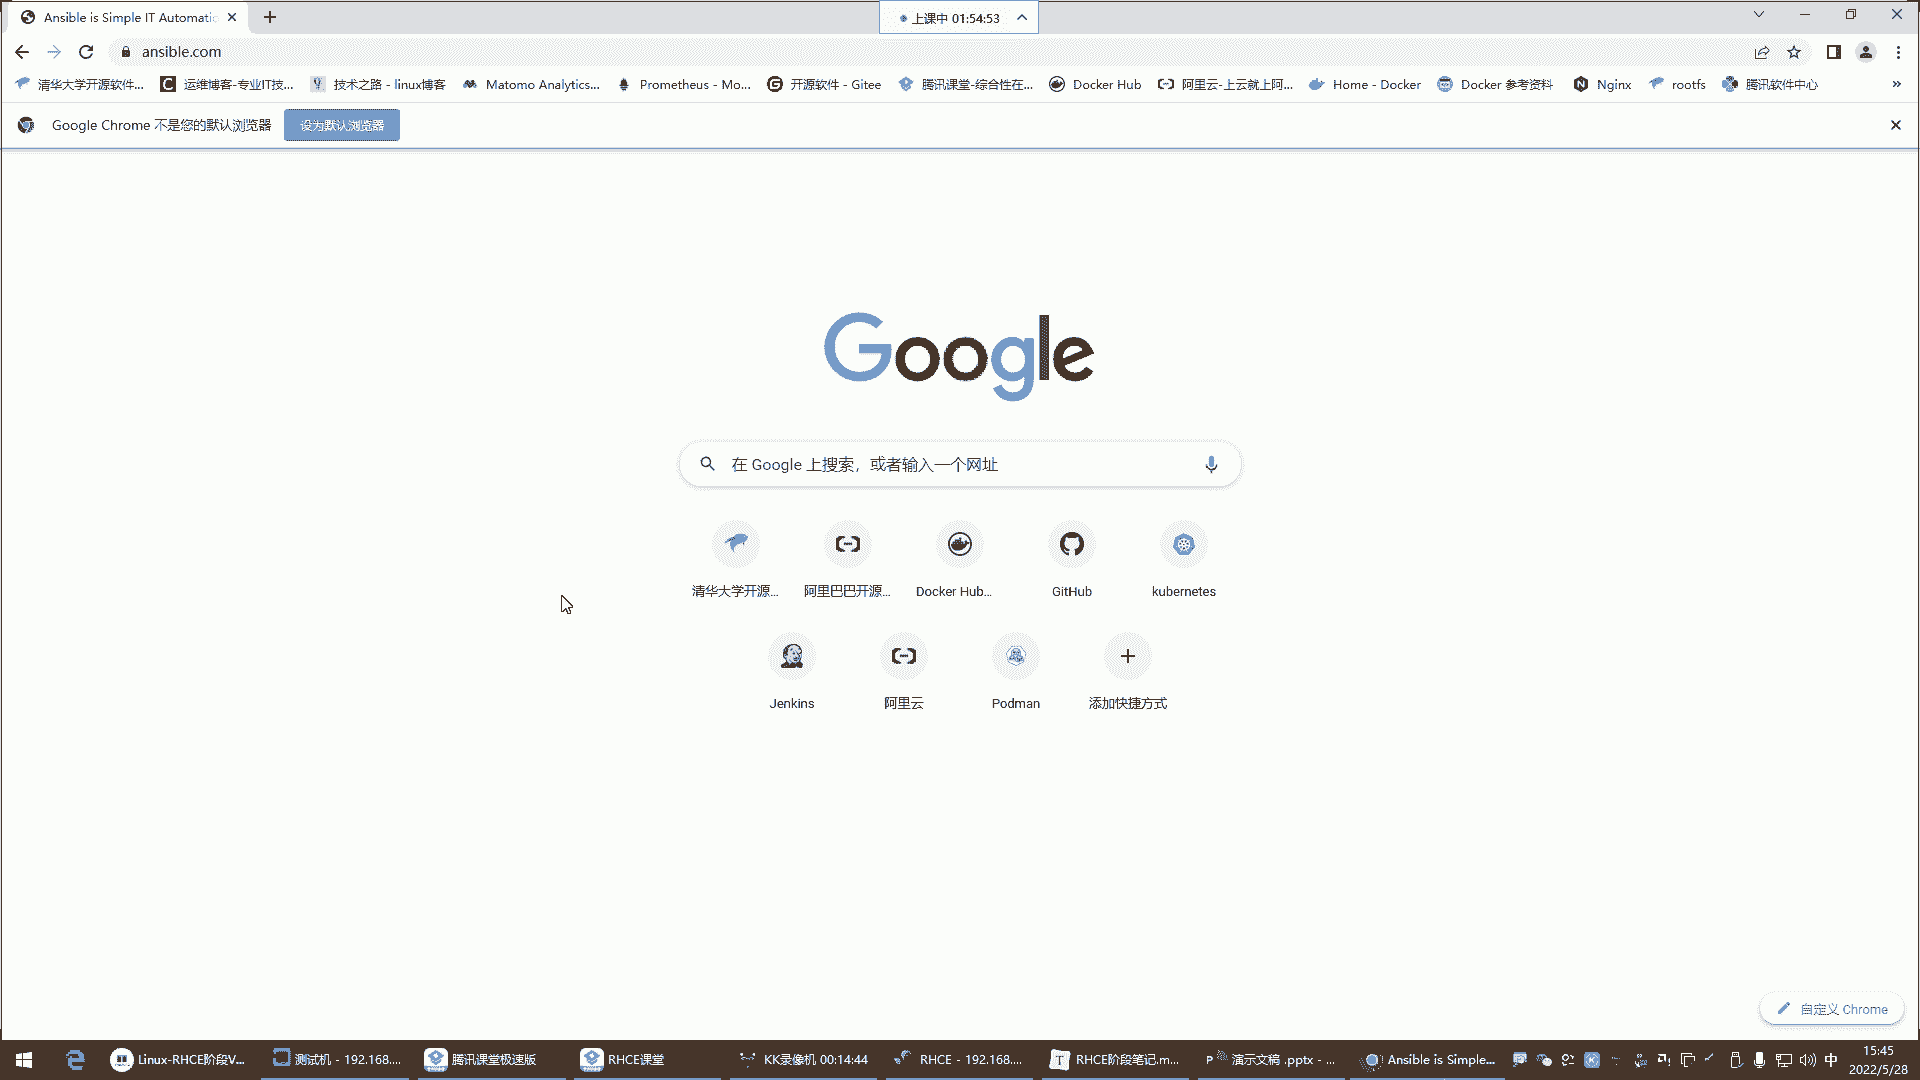 Ansible is Simple IT Automatic
上课中 01:54:53
ansible.com
清华大学开源软件...
运维博客-专业IT技...
技术之路 - linux博客
Matomo Analytics...
Prometheus - Mo...
开源软件 - Gitee
腾讯课堂-综合性在...
Docker Hub
阿里云-上云就上阿...
Home - Docker
Docker 参考资料
Nginx
rootfs
腾讯软件中心
»
Google Chrome 不是您的默认浏览器
设为默认浏览器
Google
在 Google 上搜索，或者输入一个网址
清华大学开源...
阿里巴巴开源...
Docker Hub...
GitHub
kubernetes
Jenkins
阿里云
Podman
添加快捷方式
自定义 Chrome
Linux-RHCE阶段V...
测试机 - 192.168....
腾讯课堂极速版
RHCE课堂
KK录像机 00:14:44
RHCE - 192.168....
RHCE阶段笔记.m...
演示文稿 .pptx - ...
Ansible is Simple...
中
15:45
2022/5/28